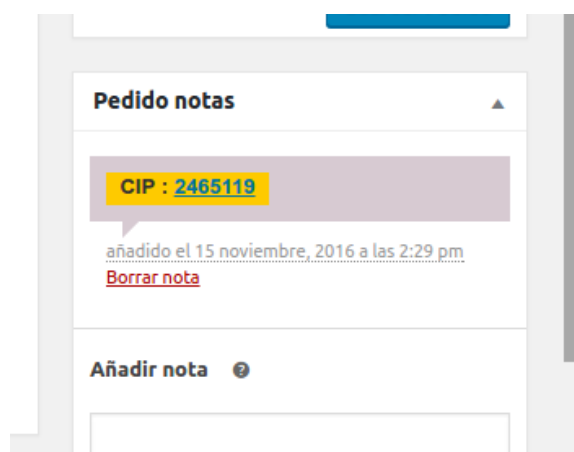 Pedido notas
CIP : 2465119
añadido el 15 noviembre, 2016 a las 2:29 pm
Borrar nota
Añadir nota